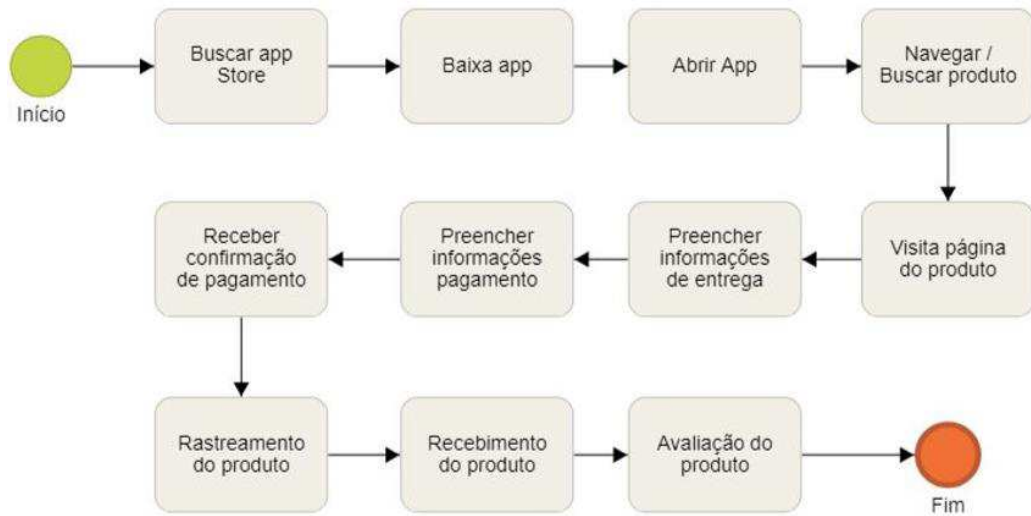 Início
Buscar app
Store
Baixa app
Abrir App
Navegar /
Buscar produto
Visita página
do produto
Preencher
informações
de entrega
Preencher
informações
pagamento
Receber
confirmação
de pagamento
Rastreamento
do produto
Recebimento
do produto
Avaliação do
produto
Fim